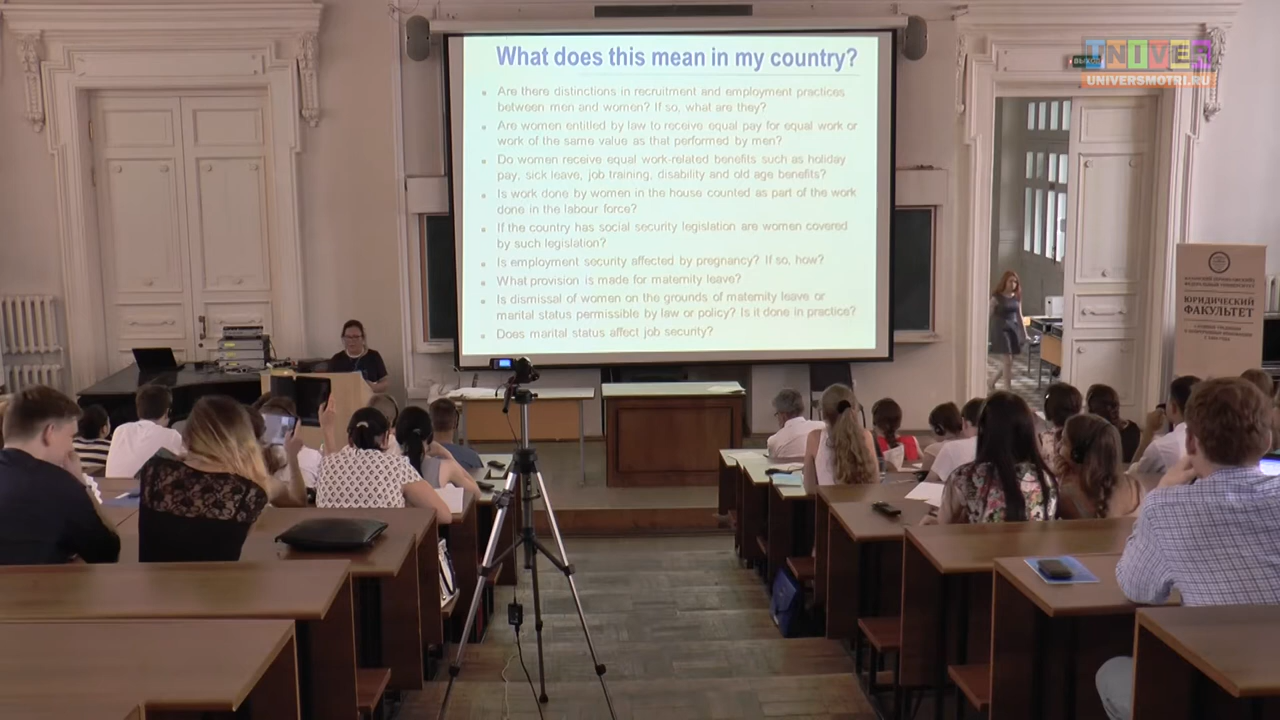 What does this mean in my country?
Are there distinctions in recruitment and employment practices
between men and women? If so, what are they?
Are women entitled by law to receive equal pay for equal work or
work of the same value as that performed by men?
Do women receive equal work-related benefits such as holiday
pay, sick leave, job training, disability and old age benefits?
Is work done by women in the house counted as part of the work
done in the labour force?
If the country has social security legislation are women covered
by such legislation?
Is employment security affected by pregnancy? If so, how?
What provision is made for maternity leave?
Is dismissal of women on the grounds of maternity leave or
marital status permissible by law or policy? Is it done in practice?
Does marital status affect job security?
UNIVER
ВЫХОД
UNIVERSMOTRI.RU
ЮРИДИЧЕСКИЙ
ФАКУЛЬТЕТ